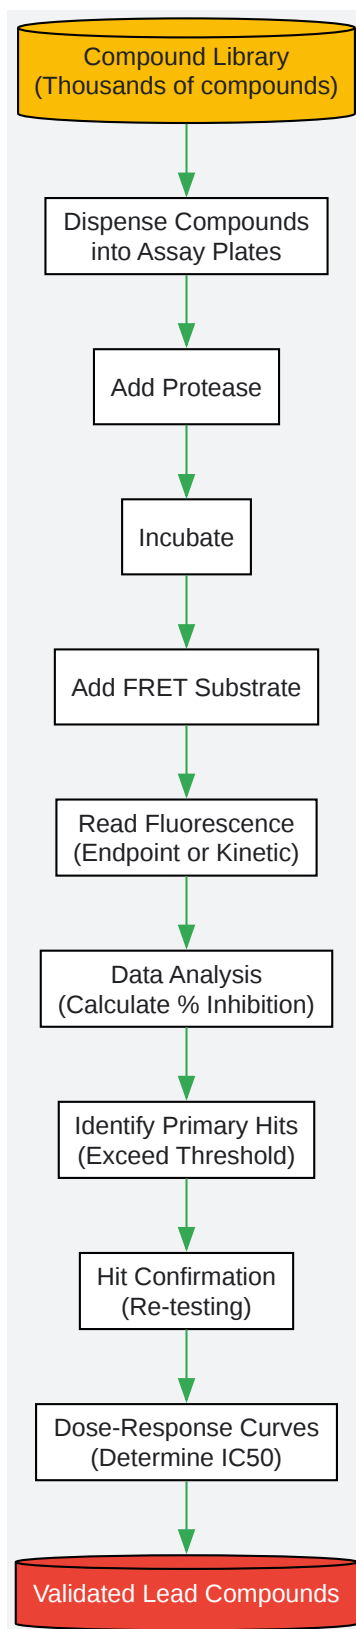 Compound Library
(Thousands of compounds)
Dispense Compounds
into Assay Plates
Add Protease
Incubate
Add FRET Substrate
Read Fluorescence
(Endpoint or Kinetic)
Data Analysis
(Calculate % Inhibition)
Identify Primary Hits
(Exceed Threshold)
Hit Confirmation
(Re-testing)
Dose-Response Curves
(Determine IC50)
Validated Lead Compounds